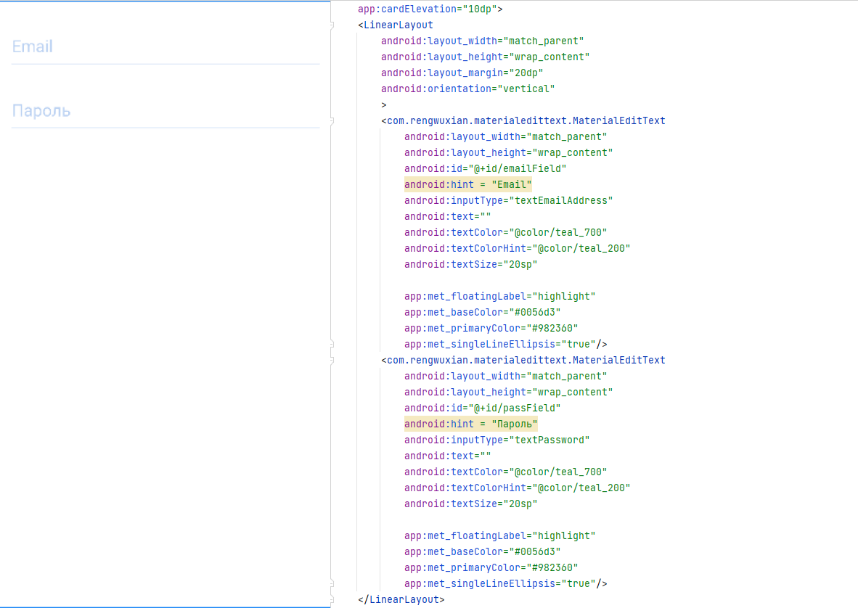 Email
Пароль
app:cardElevation="10dp">
<LinearLayout
android:layout_width="match_parent"
android:layout_height="wrap_content"
android:layout_margin="20dp"
android:orientation="vertical"
>
<com.rengwuxian.materialedittext.MaterialEditText
android:layout_width="match_parent"
android:layout_height="wrap_content"
android:id="@+id/emailField"
android:hint = "Email"
android:inputType="textEmailAddress"
android:text=""
android:textColor="@color/teal_700"
android:textColorHint="@color/teal_200"
android:textSize="20sp"
app:met_floatingLabel="highlight"
app:met_baseColor="#0056d3"
app:met_primaryColor="#982360"
app:met_singleLineEllipsis="true"/>
<com.rengwuxian.materialedittext.MaterialEditText
android:layout_width="match_parent"
android:layout_height="wrap_content"
android:id="@+id/passField"
android:hint = "Пароль"
android:inputType="textPassword"
android:text=""
android:textColor="@color/teal_700"
android:textColorHint="@color/teal_200"
android:textSize="20sp"
app:met_floatingLabel="highlight"
app:met_baseColor="#0056d3"
app:met_primaryColor="#982360"
app:met_singleLineEllipsis="true"/>
</LinearLayout>